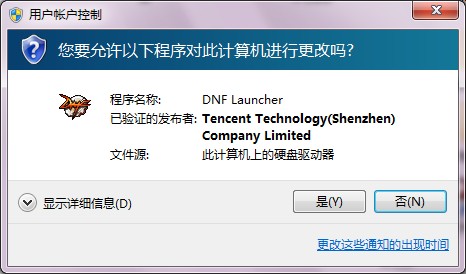 用户帐户控制
您要允许以下程序对此计算机进行更改吗?
程序名称: DNF Launcher
已验证的发布者: Tencent Technology(Shenzhen)
Company Limited
文件源: 此计算机上的硬盘驱动器
显示详细信息(D)
是(Y)
否(N)
更改这些通知的出现时间